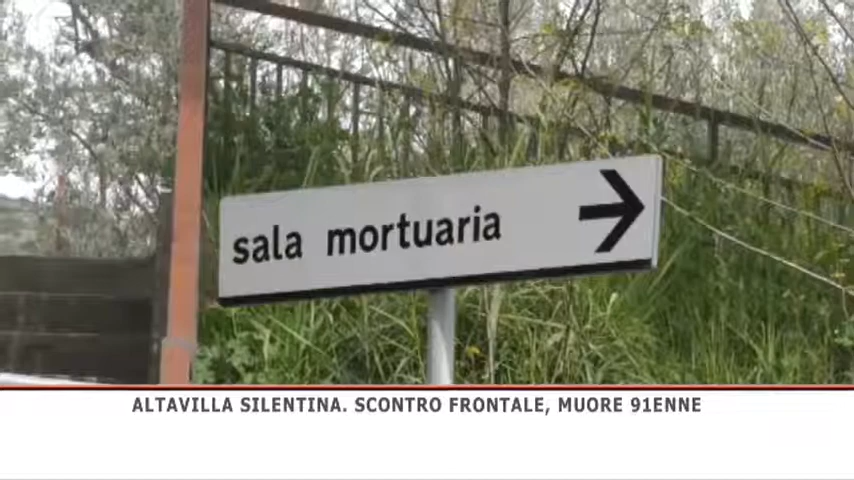 sala mortuaria
ALTAVILLA SILENTINA. SCONTRO FRONTALE, MUORE 91ENNE